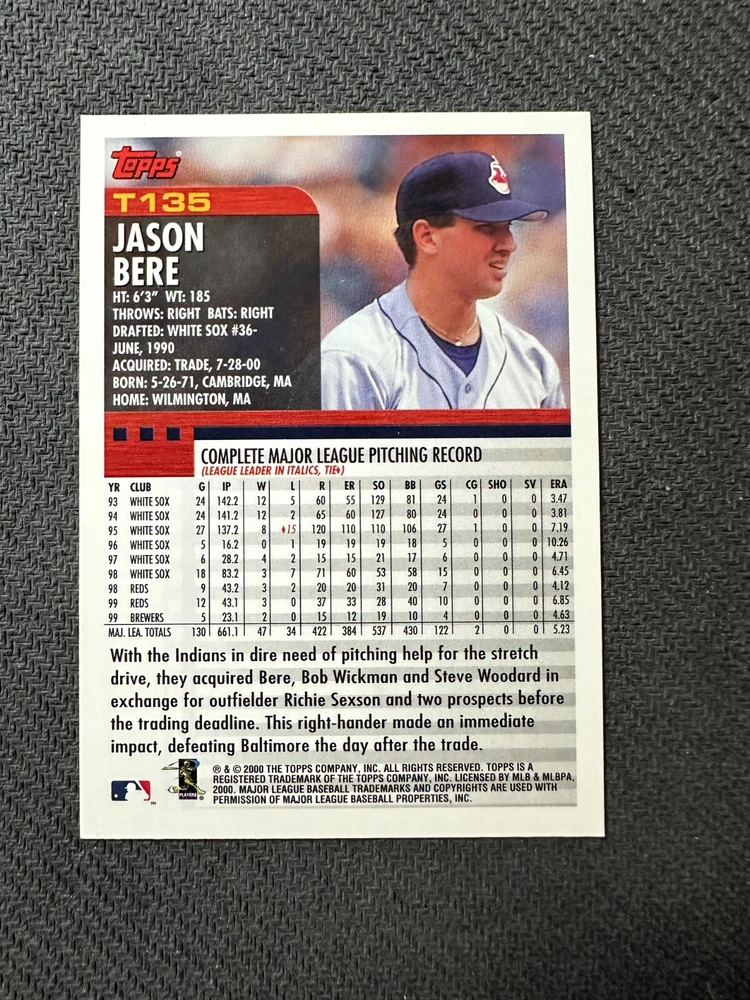 Topps®
T135
JASON
BERE
HT: 6'3" WT: 185
THROWS: RIGHT BATS: RIGHT
DRAFTED: WHITE SOX #36-
JUNE, 1990
ACQUIRED: TRADE, 7-28-00
BORN: 5-26-71, CAMBRIDGE, MA
HOME: WILMINGTON, MA
COMPLETE MAJOR LEAGUE PITCHING RECORD
(LEAGUE LEADER IN ITALICS, TIE♦)
YR CLUB G IP W L R ER SO BB GS CG SHO SV ERA
93 WHITE SOX 24 142.2 12 5 60 55 129 81 24 1 0 0 3.47
94 WHITE SOX 24 141.2 12 2 65 60 127 80 24 0 0 0 3.81
95 WHITE SOX 27 137.2 8 ♦15 120 110 110 106 27 1 0 0 7.19
96 WHITE SOX 5 16.2 0 1 19 19 19 18 5 0 0 0 10.26
97 WHITE SOX 6 28.2 4 2 15 15 21 17 6 0 0 0 4.71
98 WHITE SOX 18 83.2 3 7 71 60 53 58 15 0 0 0 6.45
98 REDS 9 43.2 3 2 20 20 31 20 7 0 0 0 4.12
99 REDS 12 43.1 3 0 37 33 28 40 10 0 0 0 6.85
99 BREWERS 5 23.1 2 0 15 12 19 10 4 0 0 0 4.63
MAJ. LEA. TOTALS 130 661.1 47 34 422 384 537 430 122 2 0 0 5.23
With the Indians in dire need of pitching help for the stretch
drive, they acquired Bere, Bob Wickman and Steve Woodard in
exchange for outfielder Richie Sexson and two prospects before
the trading deadline. This right-hander made an immediate
impact, defeating Baltimore the day after the trade.
® & © 2000 THE TOPPS COMPANY, INC. ALL RIGHTS RESERVED. TOPPS IS A
REGISTERED TRADEMARK OF THE TOPPS COMPANY, INC. LICENSED BY MLB & MLBPA,
2000. MAJOR LEAGUE BASEBALL TRADEMARKS AND COPYRIGHTS ARE USED WITH
PERMISSION OF MAJOR LEAGUE BASEBALL PROPERTIES, INC.
PLAYERS
TM